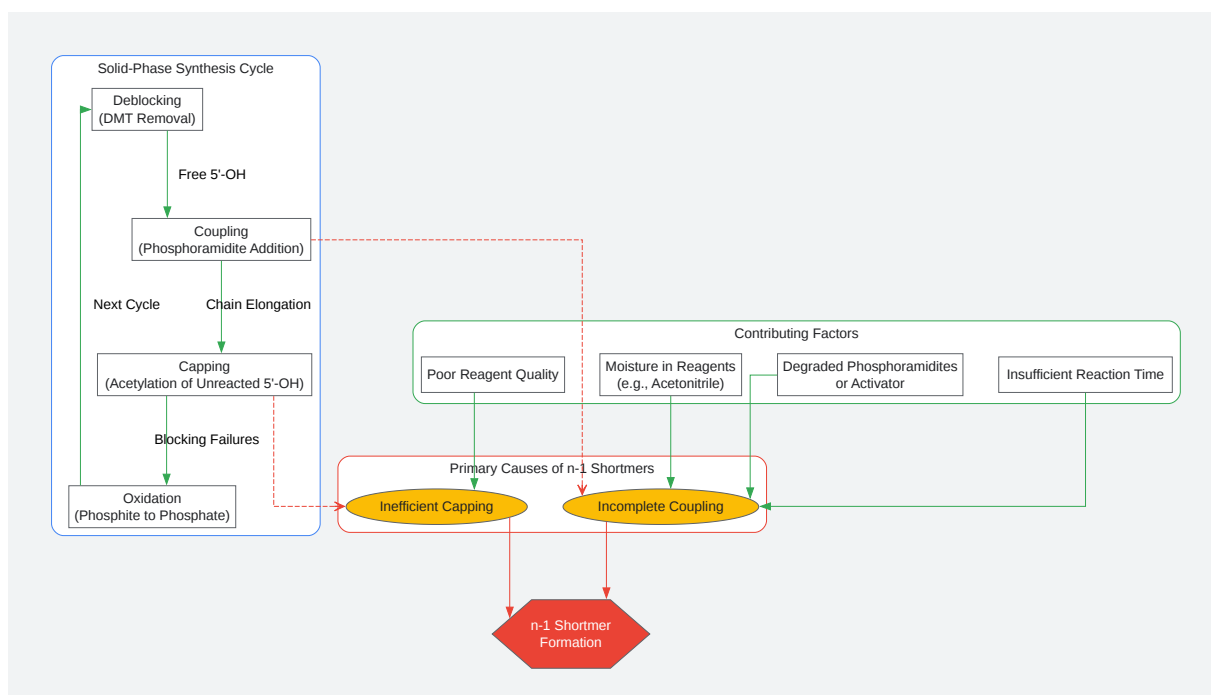 Solid-Phase Synthesis Cycle
Deblocking
(DMT Removal)
Free 5'-OH
Coupling
(Phosphoramidite Addition)
Next Cycle
Chain Elongation
Capping
(Acetylation of Unreacted 5'-OH)
Blocking Failures
Oxidation
(Phosphite to Phosphate)
Contributing Factors
Poor Reagent Quality
Moisture in Reagents
(e.g., Acetonitrile)
Degraded Phosphoramidites
or Activator
Insufficient Reaction Time
Primary Causes of n-1 Shortmers
Inefficient Capping
Incomplete Coupling
n-1 Shortmer
Formation